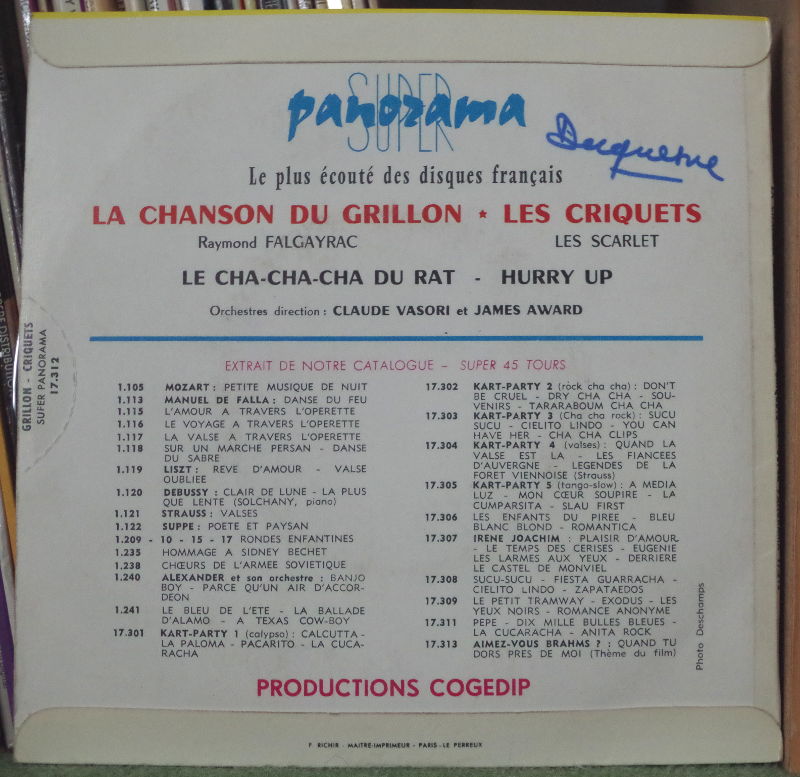 SUPER
panorama
SUPER
Duquesne
Le plus écouté des disques français
LA CHANSON DU GRILLON ★ LES CRIQUETS
Raymond FALGAYRAC LES SCARLET
LE CHA-CHA-CHA DU RAT - HURRY UP
Orchestres direction : CLAUDE VASORI et JAMES AWARD
GRILLON - CRIQUETS
SUPER PANORAMA
17.312
EXTRAIT DE NOTRE CATALOGUE - SUPER 45 TOURS
1.105 MOZART : PETITE MUSIQUE DE NUIT
1.113 MANUEL DE FALLA : DANSE DU FEU
1.115 L'AMOUR A TRAVERS L'OPERETTE
1.116 LE VOYAGE A TRAVERS L'OPERETTE
1.117 LA VALSE A TRAVERS L'OPERETTE
1.118 SUR UN MARCHE PERSAN - DANSE
DU SABRE
1.119 LISZT : REVE D'AMOUR - VALSE
OUBLIEE
1.120 DEBUSSY : CLAIR DE LUNE - LA PLUS
QUE LENTE (SOLCHANY, piano)
1.121 STRAUSS : VALSES
1.122 SUPPE : POETE ET PAYSAN
1.209 - 10 - 15 - 17 RONDES ENFANTINES
1.235 HOMMAGE A SIDNEY BECHET
1.238 CHŒURS DE L'ARMEE SOVIETIQUE
1.240 ALEXANDER et son orchestre : BANJO
BOY - PARCE QU'UN AIR D'ACCOR-
DEON
1.241 LE BLEU DE L'ETE - LA BALLADE
D'ALAMO - A TEXAS COW-BOY
17.301 KART-PARTY 1 (calypso) : CALCUTTA -
LA PALOMA - PACARITO - LA CUCA-
RACHA
17.302 KART-PARTY 2 (rock cha cha) : DON'T
BE CRUEL - DRY CHA CHA - SOU-
VENIRS - TARARABOUM CHA CHA
17.303 KART-PARTY 3 (Cha cha rock) : SUCU
SUCU - CIELITO LINDO - YOU CAN
HAVE HER - CHA CHA CLIPS
17.304 KART-PARTY 4 (valses) : QUAND LA
VALSE EST LA - LES FIANCEES
D'AUVERGNE - LEGENDES DE LA
FORET VIENNOISE (Strauss)
17.305 KART-PARTY 5 (tango-slow) : A MEDIA
LUZ - MON CŒUR SOUPIRE - LA
CUMPARSITA - SLAU FIRST
17.306 LES ENFANTS DU PIREE - BLEU
BLANC BLOND - ROMANTICA
17.307 IRENE JOACHIM : PLAISIR D'AMOUR
- LE TEMPS DES CERISES - EUGENIE
LES LARMES AUX YEUX - DERRIERE
LE CASTEL DE MONVIEL
17.308 SUCU-SUCU - FIESTA GUARRACHA -
CIELITO LINDO - ZAPATAEDOS
17.309 LE PETIT TRAMWAY - EXODUS - LES
YEUX NOIRS - ROMANCE ANONYME
17.311 PEPE - DIX MILLE BULLES BLEUES -
LA CUCARACHA - ANITA ROCK
17.313 AIMEZ-VOUS BRAHMS ? : QUAND TU
DORS PRES DE MOI (Thème du film)
Photo Deschamps
PRODUCTIONS COGEDIP
P RICHIR - MAITRE-IMPRIMEUR - PARIS - LE PERREUX